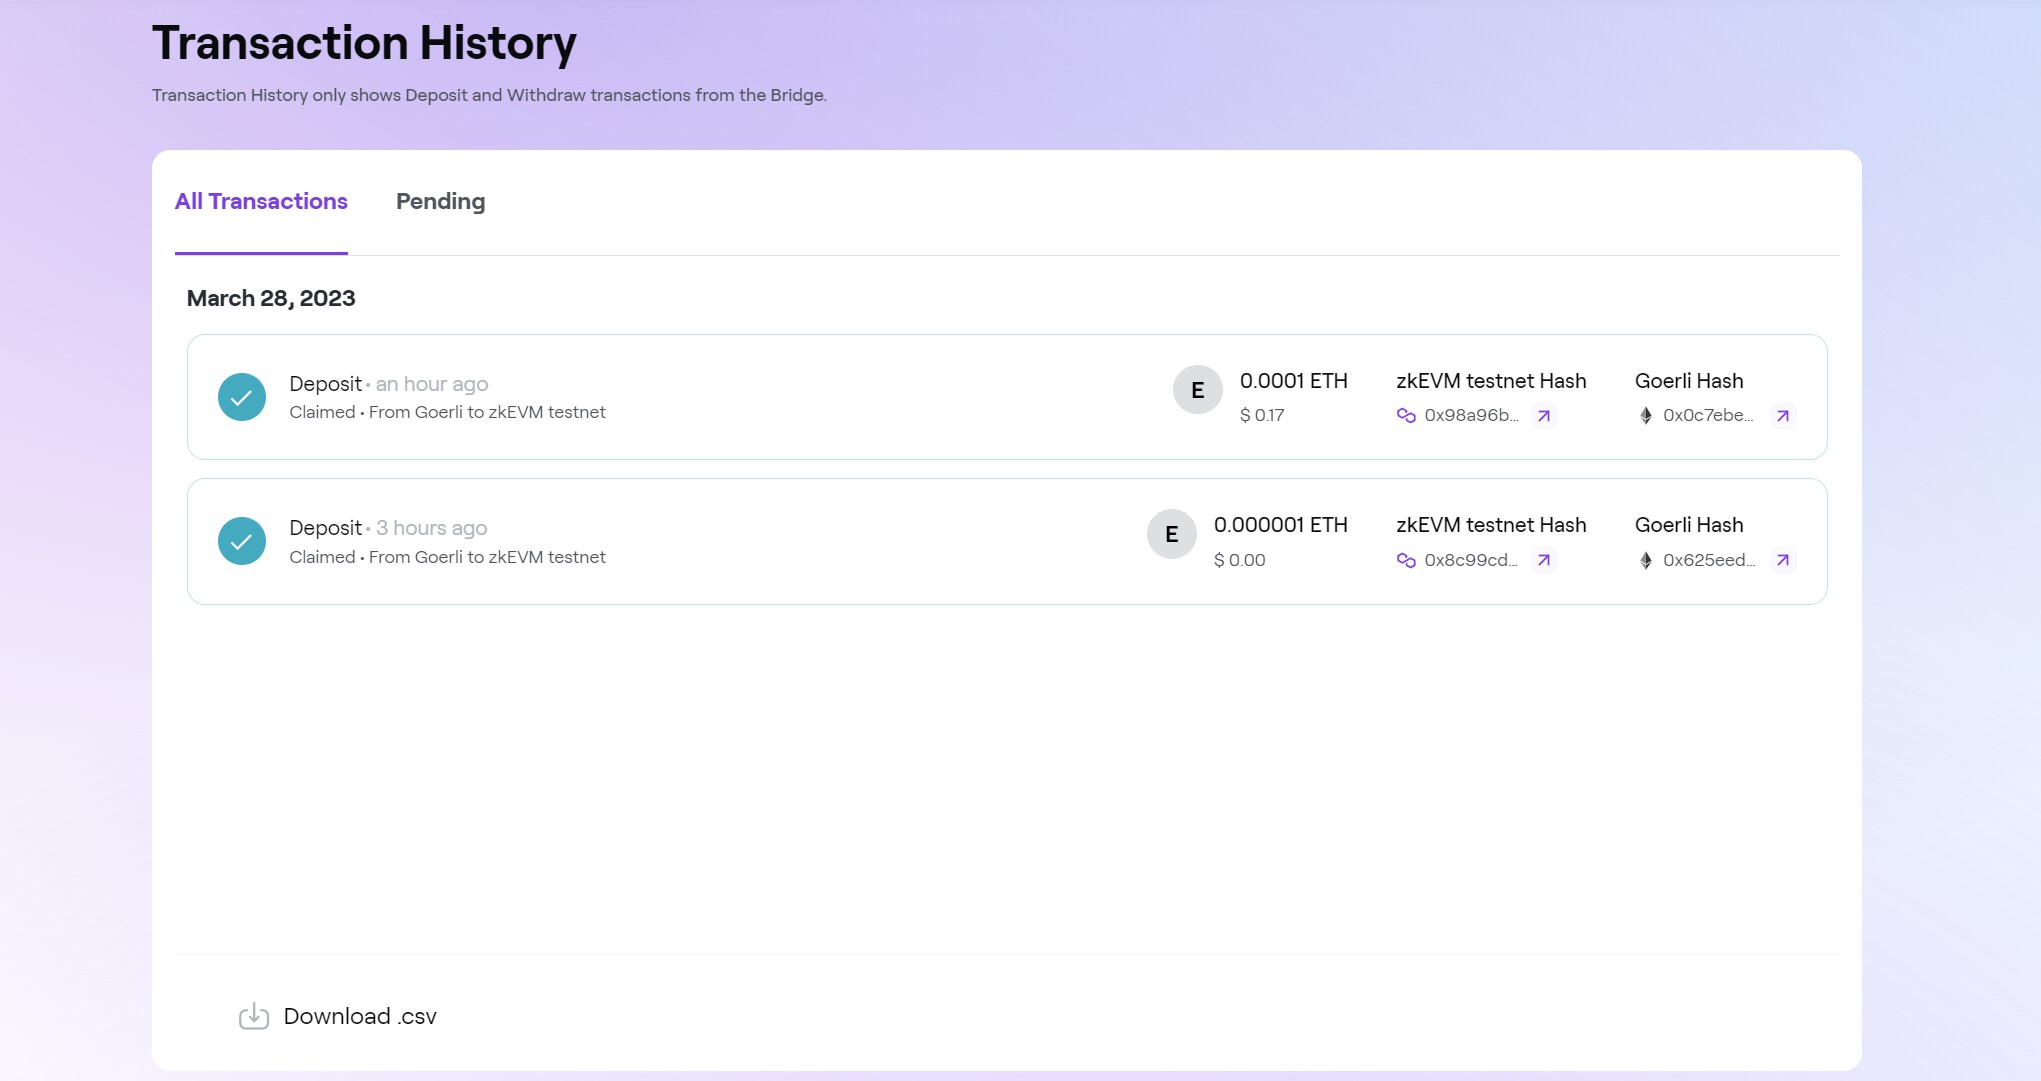 Transaction History
Transaction History only shows Deposit and Withdraw transactions from the Bridge.
All Transactions Pending
March 28, 2023
Deposit • an hour ago
Claimed • From Goerli to zkEVM testnet
E
0.0001 ETH
$ 0.17
zkEVM testnet Hash
0x98a96b...
Goerli Hash
0x0c7ebe...
Deposit • 3 hours ago
Claimed • From Goerli to zkEVM testnet
E
0.000001 ETH
$ 0.00
zkEVM testnet Hash
0x8c99cd...
Goerli Hash
0x625eed...
Download .csv